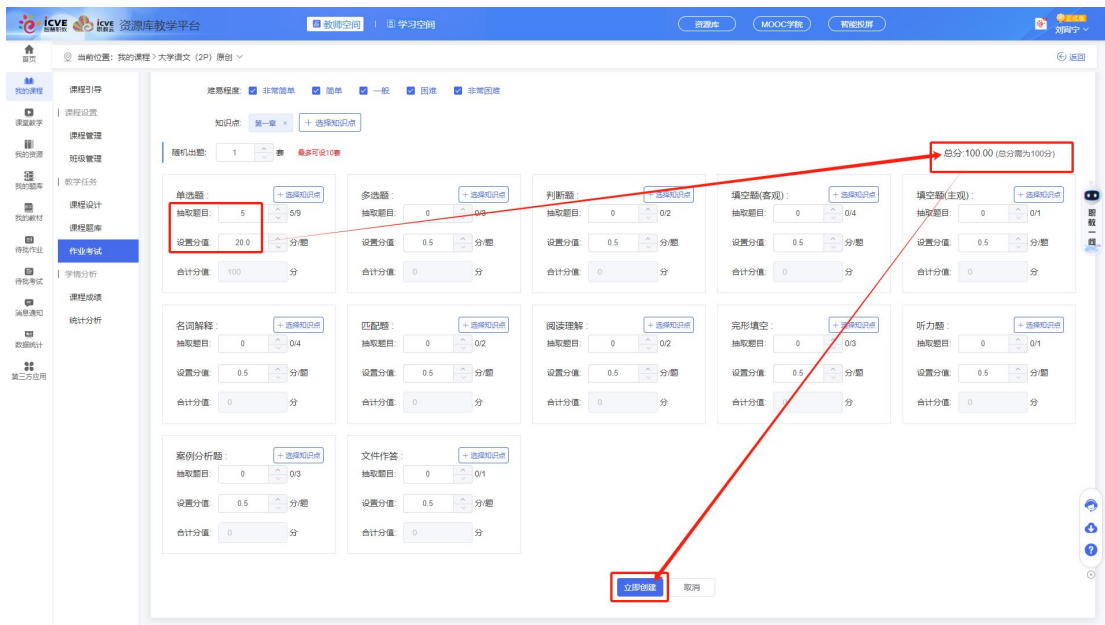 icve 智慧职教 icve 职教云 资源库教学平台 教师空间 学习空间 资源库 MOOC学院 智能投屏 正式版
首页 当前位置: 我的课程 > 大学语文 (2P) 原创 返回
我的课程
课堂教学
我的资源
我的题库
我的教材
待批作业
待批考试
消息通知
数据统计
第三方应用
课程引导
课程设置
课程管理
班级管理
教学任务
课程设计
课程题库
作业考试
学情分析
课程成绩
统计分析
难易程度: 非常简单 简单 一般 困难 非常困难
知识点: 第一章 × + 选择知识点
随机出题: 1 套 最多可设10套 总分:100.00 (总分需为100分)
单选题 : + 选择知识点
抽取题目: 5 5/9
设置分值: 20.0 分/题
合计分值: 100 分
多选题 : + 选择知识点
抽取题目: 0 0/3
设置分值: 0.5 分/题
合计分值: 0 分
判断题 : + 选择知识点
抽取题目: 0 0/2
设置分值: 0.5 分/题
合计分值: 0 分
填空题(客观) : + 选择知识点
抽取题目: 0 0/4
设置分值: 0.5 分/题
合计分值: 0 分
填空题(主观) : + 选择知识点
抽取题目: 0 0/1
设置分值: 0.5 分/题
合计分值: 0 分
名词解释 : + 选择知识点
抽取题目: 0 0/4
设置分值: 0.5 分/题
合计分值: 0 分
匹配题 : + 选择知识点
抽取题目: 0 0/2
设置分值: 0.5 分/题
合计分值: 0 分
阅读理解 : + 选择知识点
抽取题目: 0 0/2
设置分值: 0.5 分/题
合计分值: 0 分
完形填空 : + 选择知识点
抽取题目: 0 0/3
设置分值: 0.5 分/题
合计分值: 0 分
听力题 : + 选择知识点
抽取题目: 0 0/1
设置分值: 0.5 分/题
合计分值: 0 分
案例分析题 : + 选择知识点
抽取题目: 0 0/3
设置分值: 0.5 分/题
合计分值: 0 分
文件作答 : + 选择知识点
抽取题目: 0 0/1
设置分值: 0.5 分/题
合计分值: 0 分
立即创建 取消